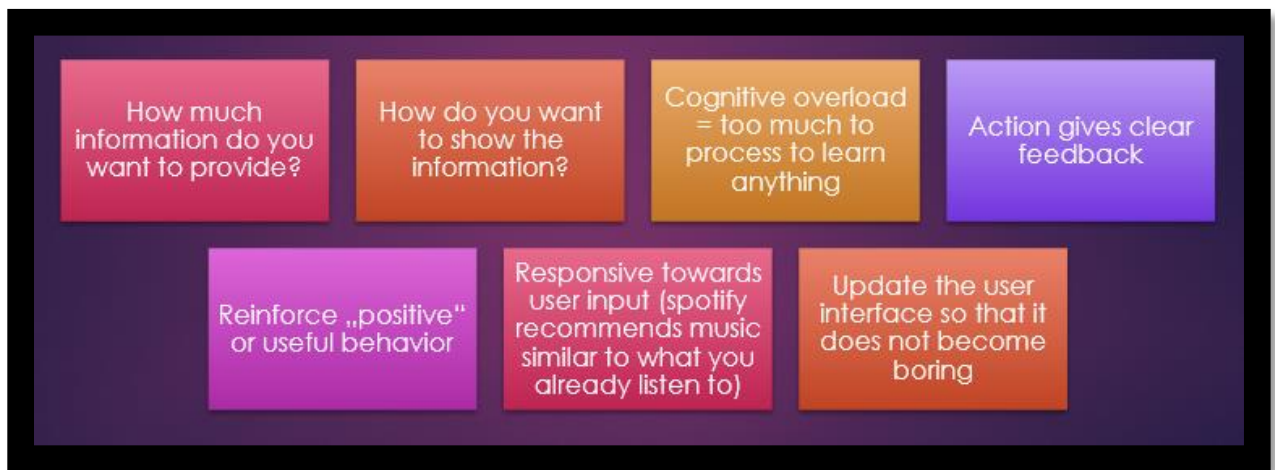 How much
information do you
want to provide?
How do you want
to show the
information?
Cognitive overload
= too much to
process to learn
anything
Action gives clear
feedback
Reinforce „positive“
or useful behavior
Responsive towards
user input (spotify
recommends music
similar to what you
already listen to)
Update the user
interface so that it
does not become
boring